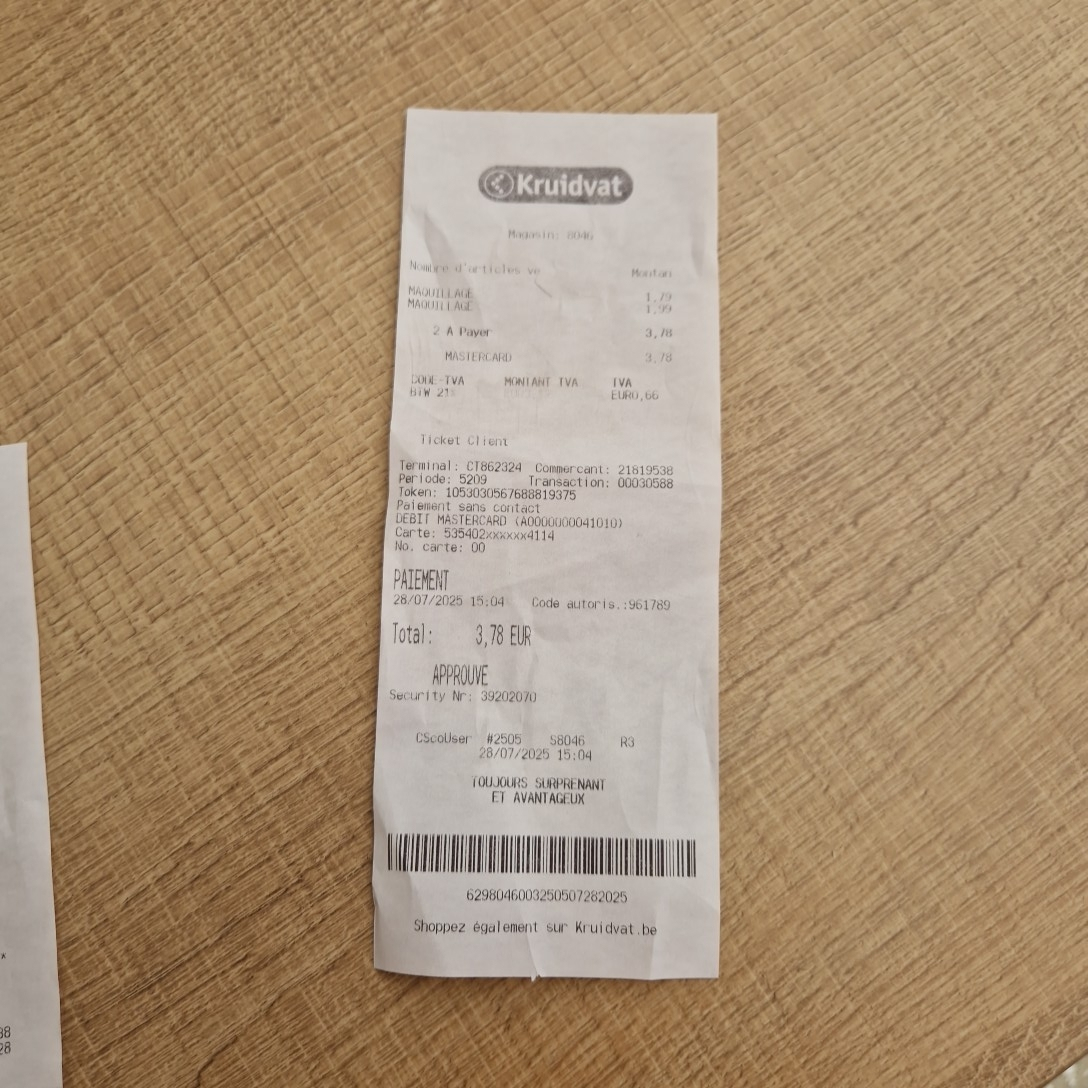 Kruidvat
Magasin: 8046
Nombre d'articles ve Montan
MAQUILLAGE 1,79
MAQUILLAGE 1,99
2 A Payer 3,78
MASTERCARD 3,78
CODE-TVA MONTANT TVA TVA
BTW 21% EURO,66
Ticket Client
Terminal: CT862324 Commercant: 21819538
Periode: 5209 Transaction: 00030588
Token: 1053030567688819375
Paiement sans contact
DEBIT MASTERCARD (A0000000041010)
Carte: 535402xxxxxx4114
No. carte: 00
PAIEMENT
28/07/2025 15:04 Code autoris.:961789
Total: 3,78 EUR
APPROUVE
Security Nr: 39202070
CScoUser #2505 S8046 R3
28/07/2025 15:04
TOUJOURS SURPRENANT
ET AVANTAGEUX
6298046003250507282025
Shoppez également sur Kruidvat.be
*
38
28